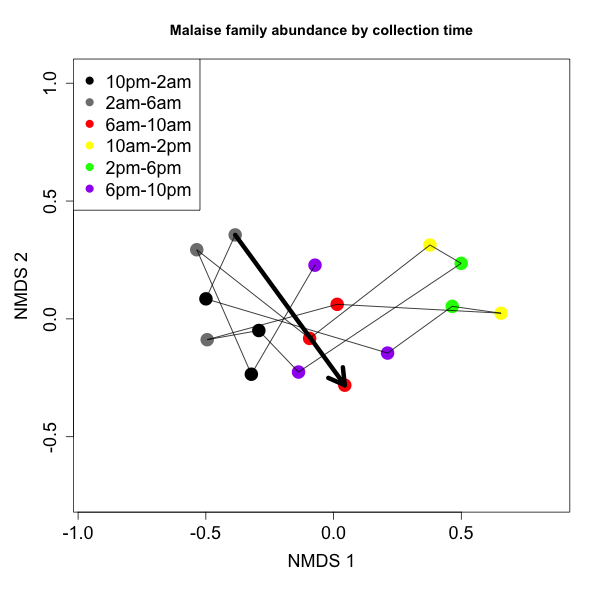 Malaise family abundance by collection time
10pm-2am
2am-6am
6am-10am
10am-2pm
2pm-6pm
6pm-10pm
1.0
0.5
0.0
-0.5
NMDS 2
-1.0 -0.5 0.0 0.5
NMDS 1